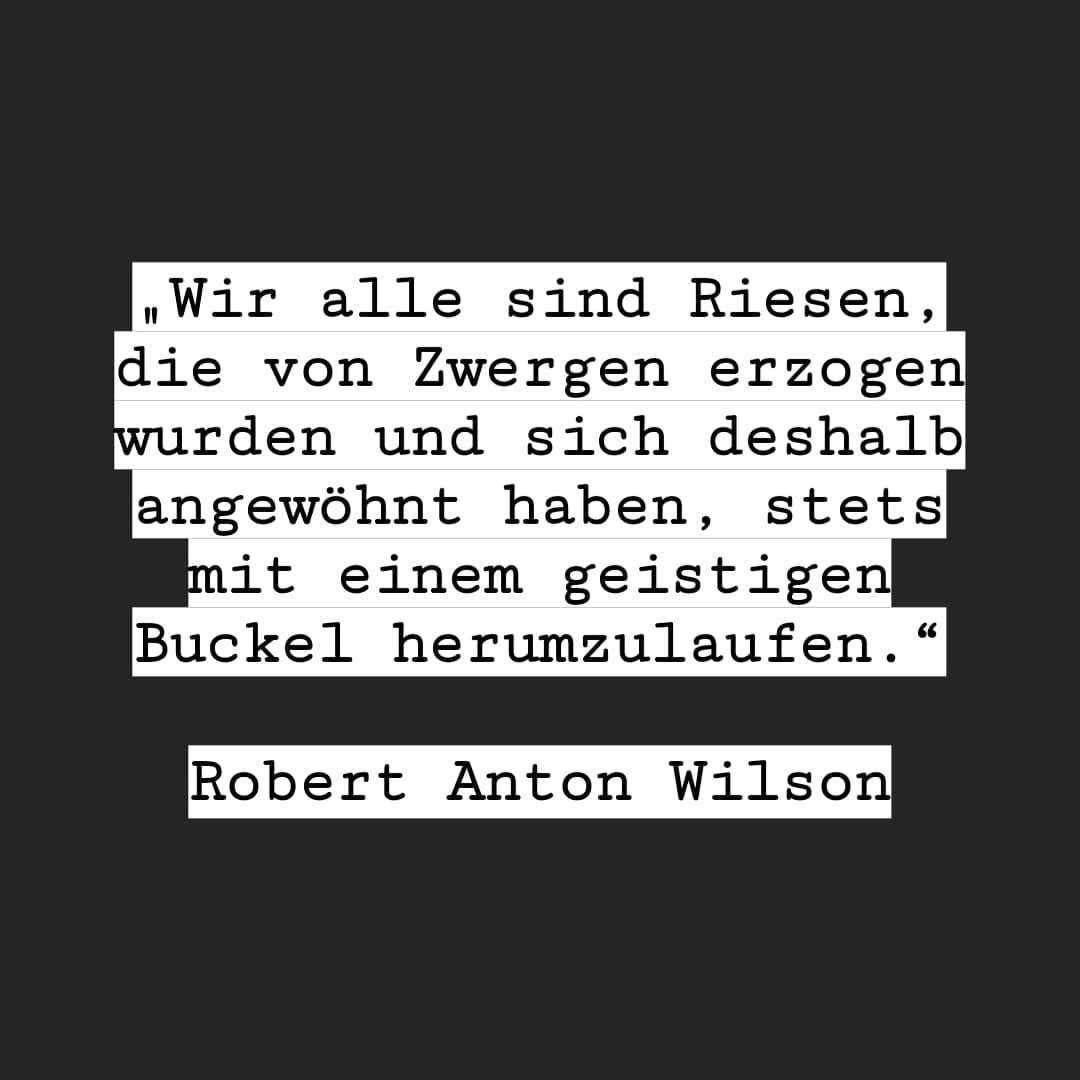 „Wir alle sind Riesen,
die von Zwergen erzogen
wurden und sich deshalb
angewöhnt haben, stets
mit einem geistigen
Buckel herumzulaufen.“
Robert Anton Wilson